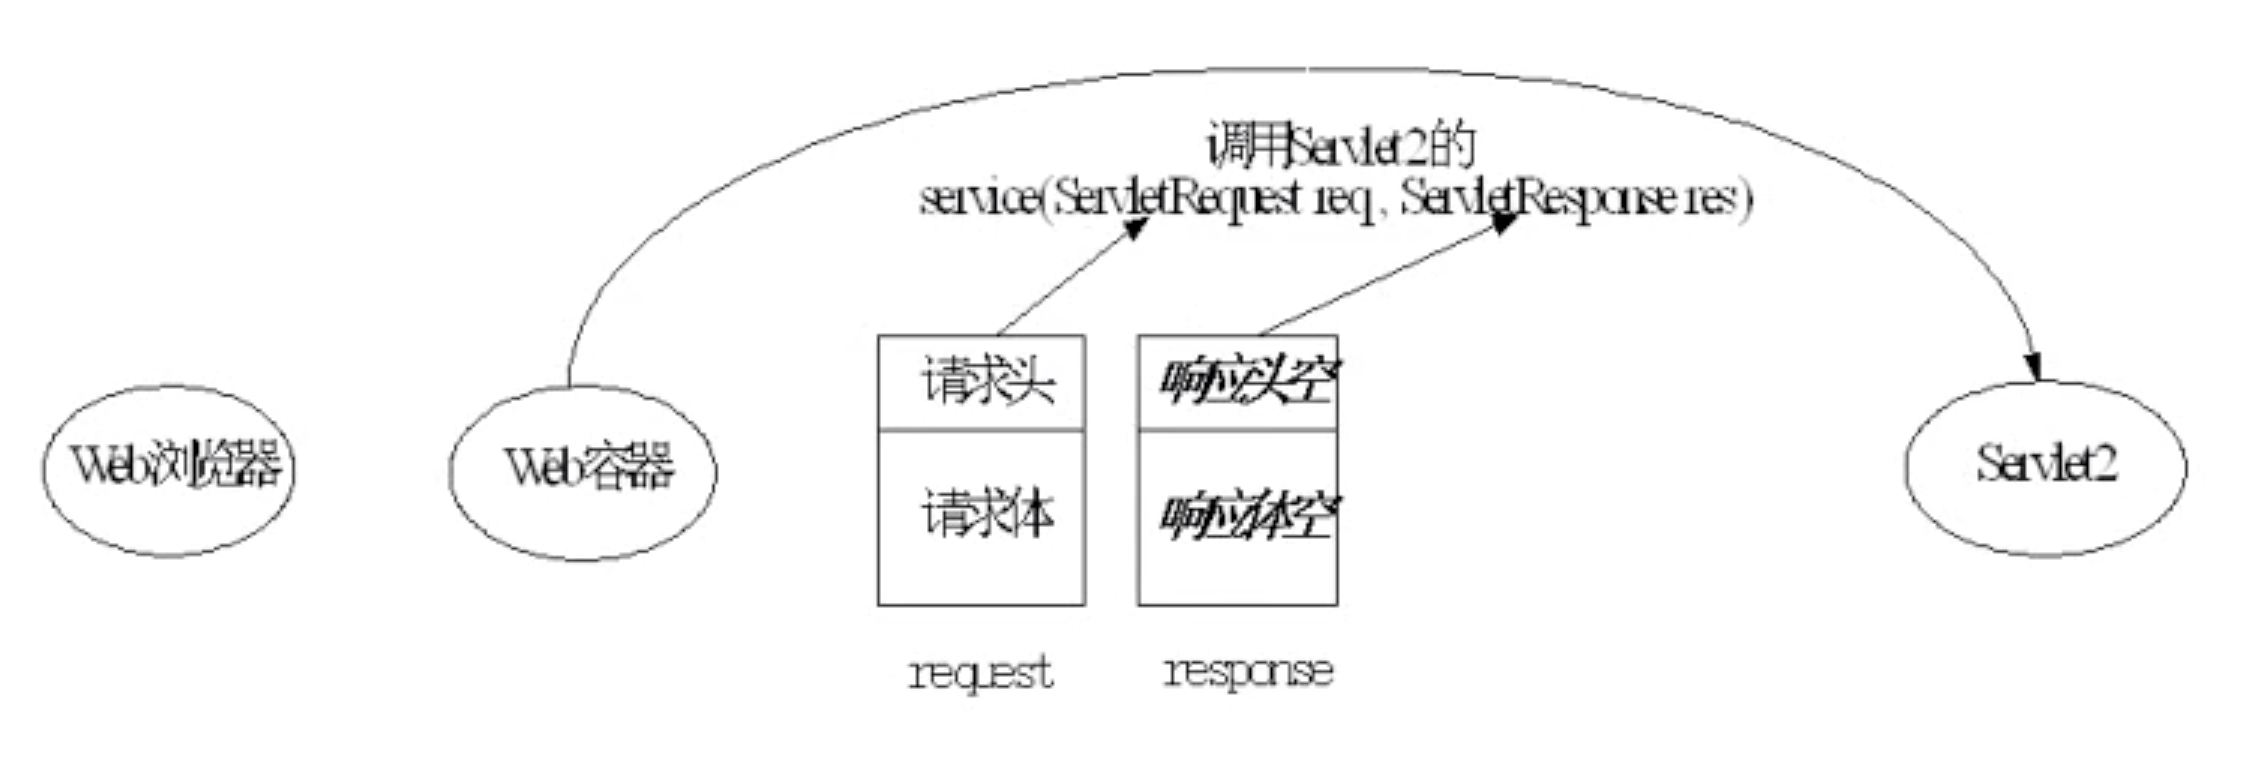 调用Servlet2的
service(ServletRequest req , ServletResponse res)
请求头
响应头空
Web浏览器
Web容器
Servlet2
请求体
响应体空
request
response